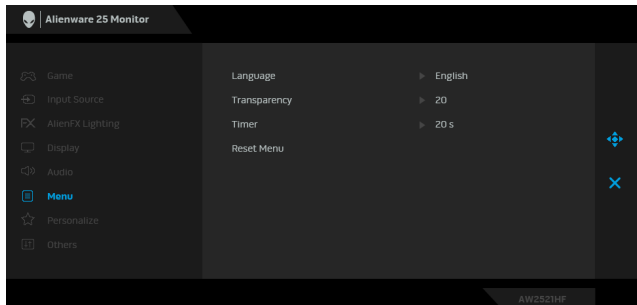 Alienware 25 Monitor
Game
Input Source
AlienFX Lighting
Display
Audio
Menu
Personalize
Others
Language English
Transparency 20
Timer 20 s
Reset Menu
AW2521HF